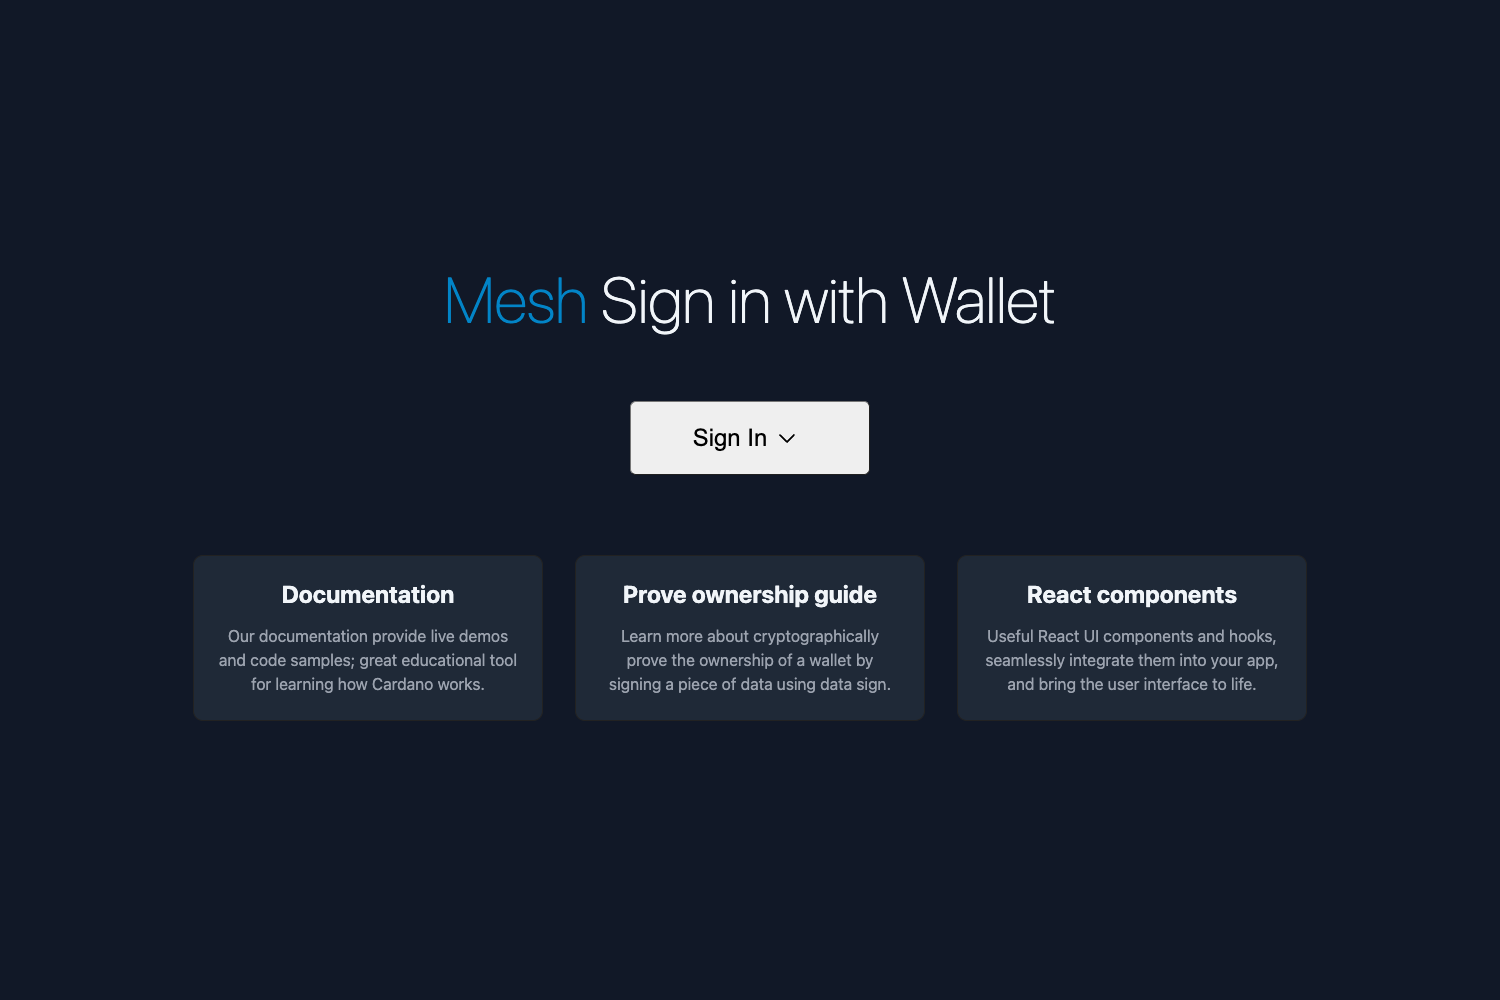 Mesh Sign in with Wallet
Sign In
Documentation
Our documentation provide live demos
and code samples; great educational tool
for learning how Cardano works.
Prove ownership guide
Learn more about cryptographically
prove the ownership of a wallet by
signing a piece of data using data sign.
React components
Useful React UI components and hooks,
seamlessly integrate them into your app,
and bring the user interface to life.